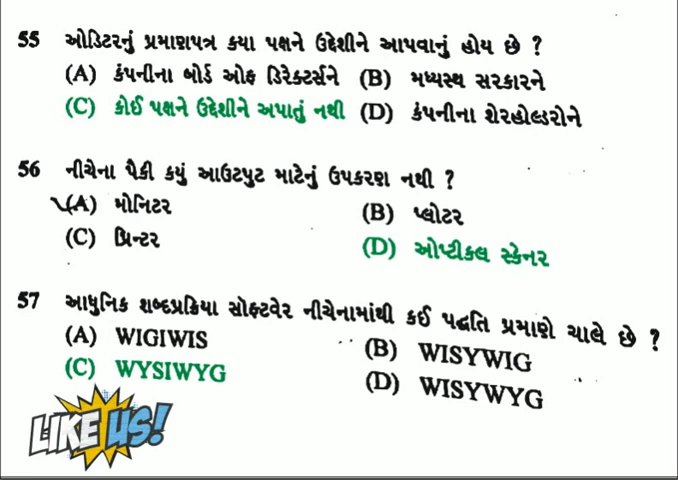 55 ઓડિટરનું પ્રમાણપત્ર કયા પક્ષને ઉદ્દેશીને આપવાનું હોય છે ?
(A) કંપનીના બોર્ડ ઓફ ડિરેક્ટર્સને (B) મધ્યસ્થ સરકારને
(C) કોઈ પક્ષને ઉદ્દેશીને અપાતું નથી (D) કંપનીના શેરહોલ્ડરોને
56 નીચેના પૈકી કયું આઉટપુટ માટેનું ઉપકરણ નથી ?
(A) મોનિટર (B) પ્લોટર
(C) પ્રિન્ટર (D) ઓપ્ટીકલ સ્કેનર
57 આધુનિક શબ્દપ્રક્રિયા સોફ્ટવેર નીચેનામાંથી કઈ પદ્ધતિ પ્રમાણે ચાલે છે ?
(A) WIGIWIS (B) WISYWIG
(C) WYSIWYG (D) WISYWYG
LIKE US!